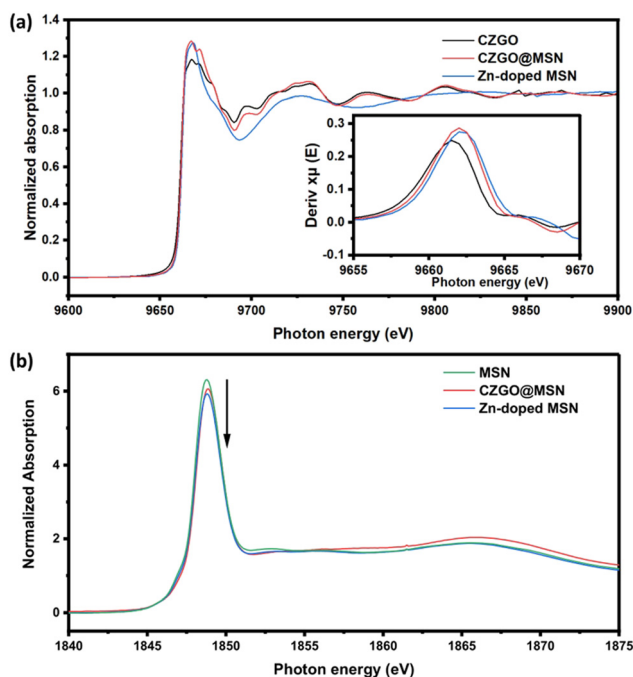 (a)
1.4
1.2
1.0
0.8
0.6
0.4
0.2
0.0
Normalized absorption
CZGO
CZGO@MSN
Zn-doped MSN
0.3
0.2
0.1
0.0
-0.1
Deriv xμ (E)
9655 9660 9665 9670
Photon energy (eV)
9600 9650 9700 9750 9800 9850 9900
Photon energy (eV)
(b)
6
4
2
0
Normalized Absorption
MSN
CZGO@MSN
Zn-doped MSN
1840 1845 1850 1855 1860 1865 1870 1875
Photon energy (eV)